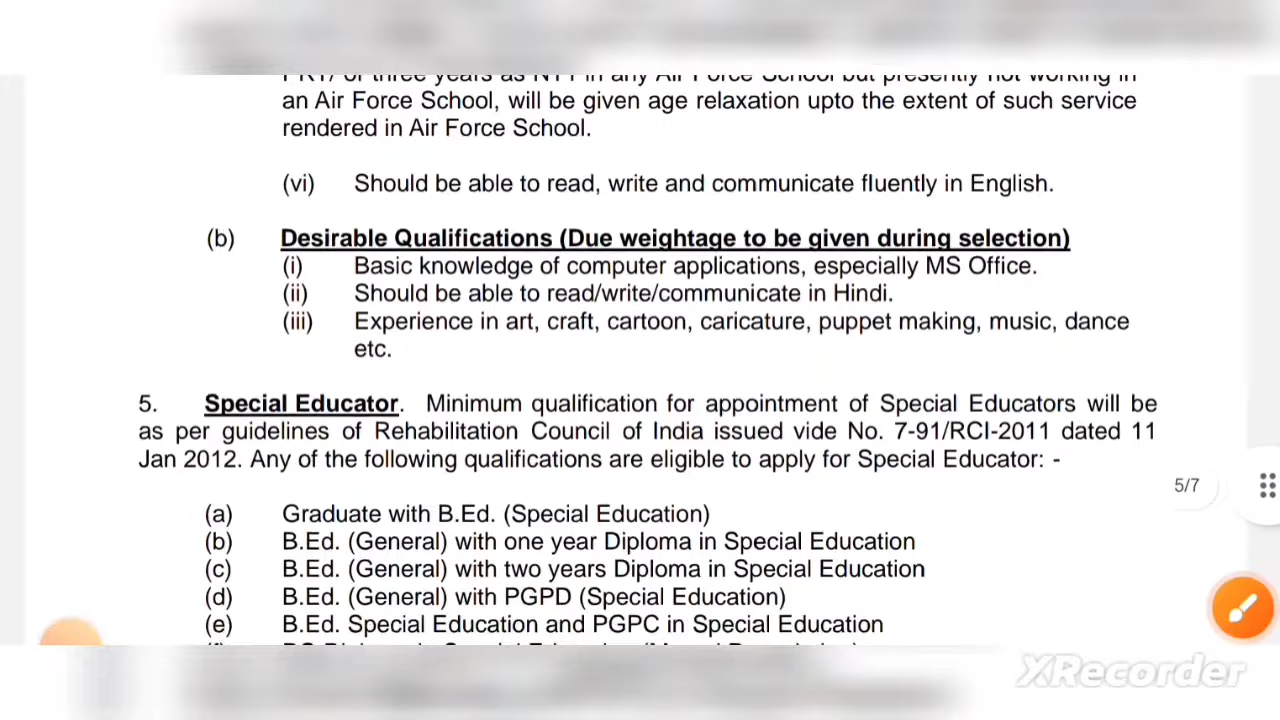 an Air Force School, will be given age relaxation upto the extent of such service
rendered in Air Force School.
(vi) Should be able to read, write and communicate fluently in English.
(b) Desirable Qualifications (Due weightage to be given during selection)
(i) Basic knowledge of computer applications, especially MS Office.
(ii) Should be able to read/write/communicate in Hindi.
(iii) Experience in art, craft, cartoon, caricature, puppet making, music, dance
etc.
5. Special Educator. Minimum qualification for appointment of Special Educators will be
as per guidelines of Rehabilitation Council of India issued vide No. 7-91/RCI-2011 dated 11
Jan 2012. Any of the following qualifications are eligible to apply for Special Educator: -
5/7
(a) Graduate with B.Ed. (Special Education)
(b) B.Ed. (General) with one year Diploma in Special Education
(c) B.Ed. (General) with two years Diploma in Special Education
(d) B.Ed. (General) with PGPD (Special Education)
(e) B.Ed. Special Education and PGPC in Special Education
XRecorder